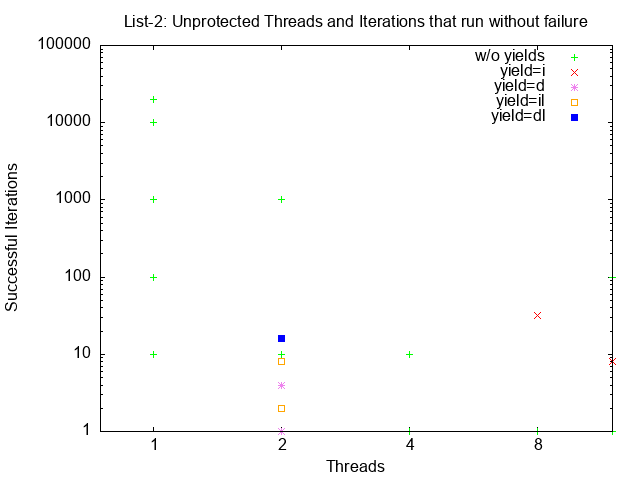 List-2: Unprotected Threads and Iterations that run without failure
100000
10000
1000
100
10
1
Successful Iterations
w/o yields
yield=i
yield=d
yield=il
yield=dl
1
2
4
8
Threads